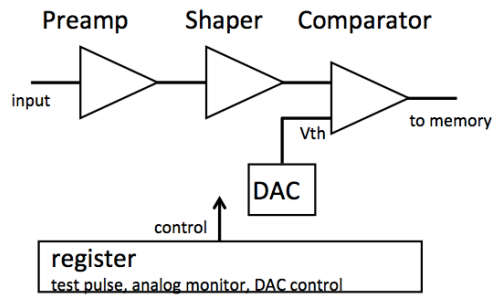 Preamp Shaper Comparator
input
to memory
Vth
DAC
control
register
test pulse, analog monitor, DAC control